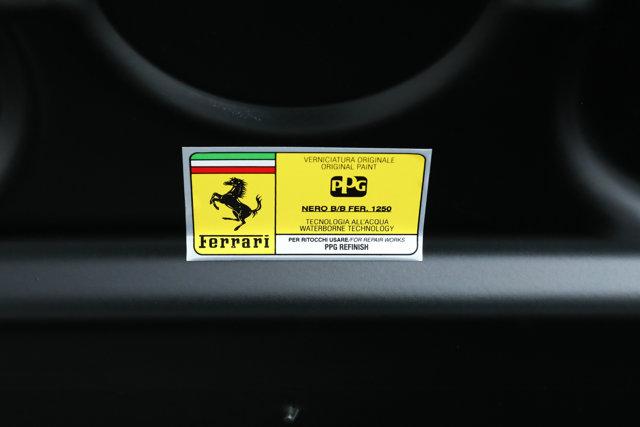 VERNICIATURA ORIGINALE
ORIGINAL PAINT
PPG
NERO B/B FER. 1250
TECNOLOGIA ALL'ACQUA
WATERBORNE TECHNOLOGY
Ferrari
PER RITOCCHI USARE/FOR REPAIR WORKS
PPG REFINISH